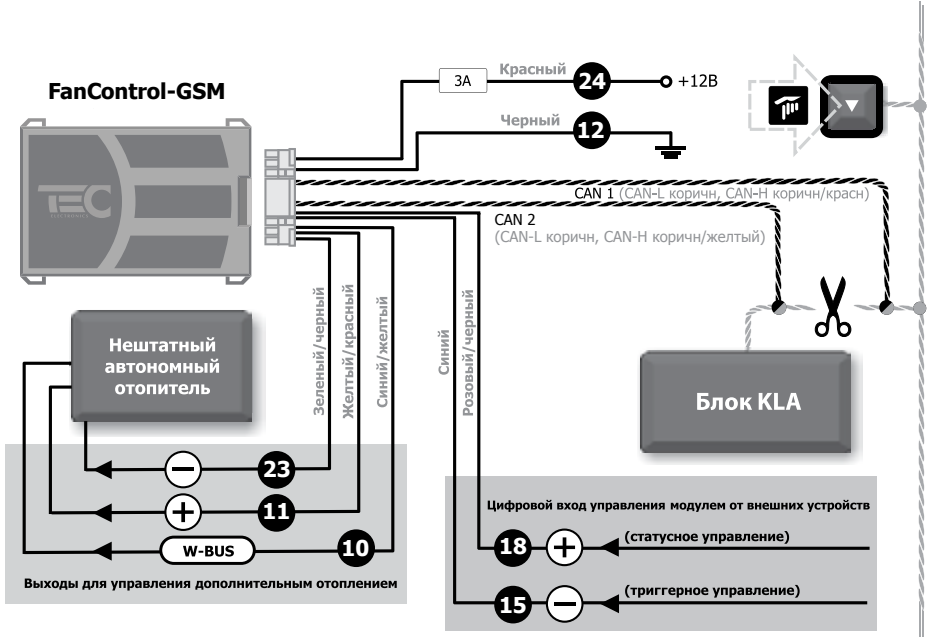 FanControl-GSM
3А
Красный
24
+12В
Черный
12
CAN 1 (CAN-L коричн, CAN-H коричн/красн)
CAN 2
(CAN-L коричн, CAN-H коричн/желтый)
TEC
Зеленый/черный
Желтый/красный
Синий/желтый
Синий
Розовый/черный
Нештатный
автономный
отопитель
Блок KLA
23
11
W-BUS
10
Выходы для управления дополнительным отоплением
Цифровой вход управления модулем от внешних устройств
18
(статусное управление)
15
(триггерное управление)